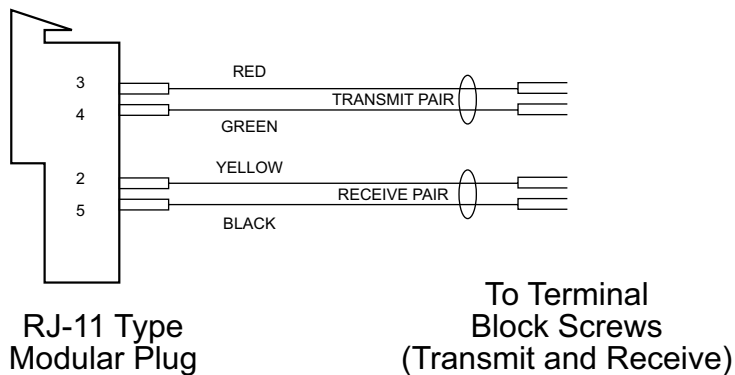 3
RED
TRANSMIT PAIR
4
GREEN
YELLOW
2
RECEIVE PAIR
5
BLACK
RJ-11 Type
Modular Plug
To Terminal
Block Screws
(Transmit and Receive)